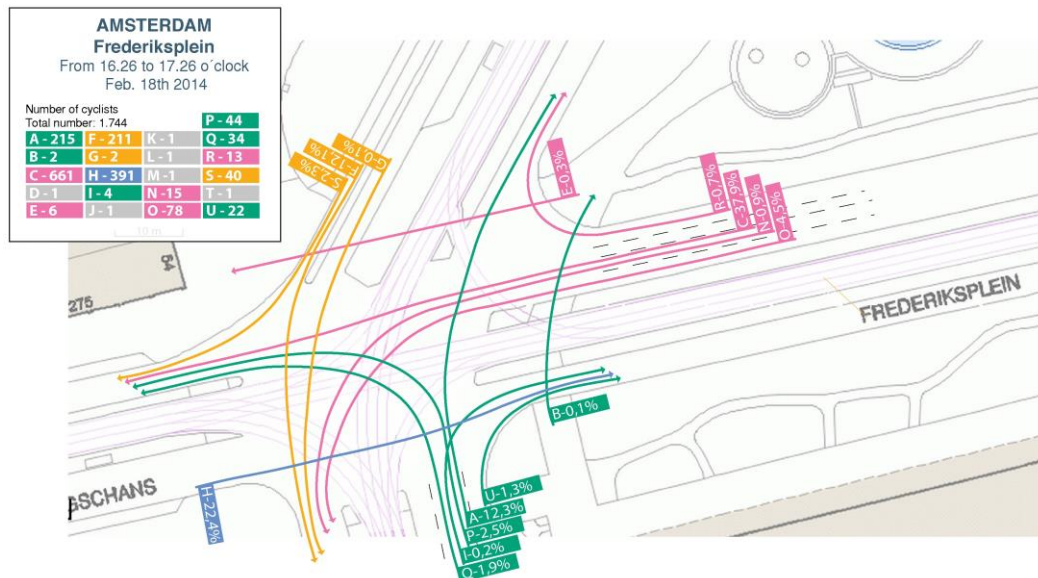 AMSTERDAM
Frederiksplein
From 16.26 to 17.26 o´clock
Feb. 18th 2014
Number of cyclists
Total number: 1.744
P - 44
A - 215 F - 211 K - 1 Q - 34
B - 2 G - 2 L - 1 R - 13
C - 661 H - 391 M - 1 S - 40
D - 1 I - 4 N -15 T - 1
E - 6 J - 1 O -78 U - 22
10 m
54
275
S-2,3%
F-12,1%
G-0,1%
E-0,3%
R-0,7%
C-37,9%
N-0,9%
O-4,5%
FREDERIKSPLEIN
B-0,1%
GSCHANS
H-22,4%
U-1,3%
A-12,3%
P-2,5%
I-0,2%
Q-1,9%